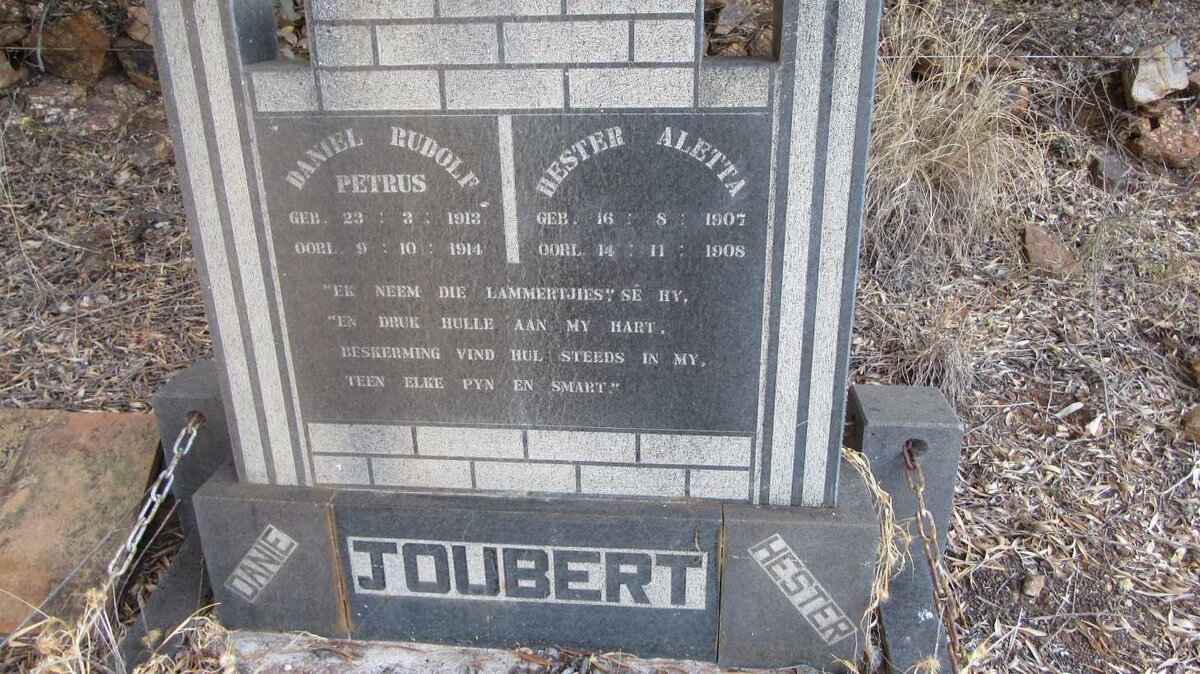 DANIEL RUDOLF
PETRUS
GEB. 23 : 3 : 1913
OORL. 9 : 10 : 1914
HESTER ALETTA
GEB. 16 : 8 : 1907
OORL. 14 : 11 : 1908
"EK NEEM DIE LAMMERTJIES", SÊ HY,
"EN DRUK HULLE AAN MY HART,
BESKERMING VIND HUL STEEDS IN MY,
TEEN ELKE PYN EN SMART."
DANIE
JOUBERT
HESTER